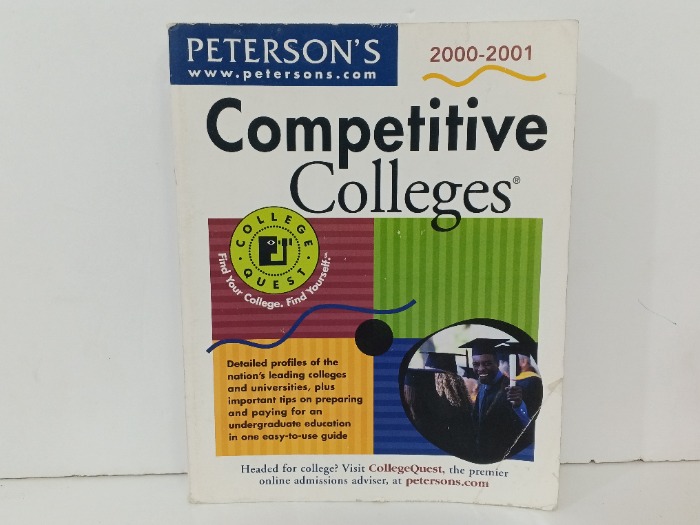 PETERSON'S
www.petersons.com
2000-2001
Competitive
Colleges®
COLLEGE
QUEST
Find Your College. Find Yourself.℠
Detailed profiles of the
nation's leading colleges
and universities, plus
important tips on preparing
and paying for an
undergraduate education
in one easy-to-use guide
Headed for college? Visit CollegeQuest, the premier
online admissions adviser, at petersons.com